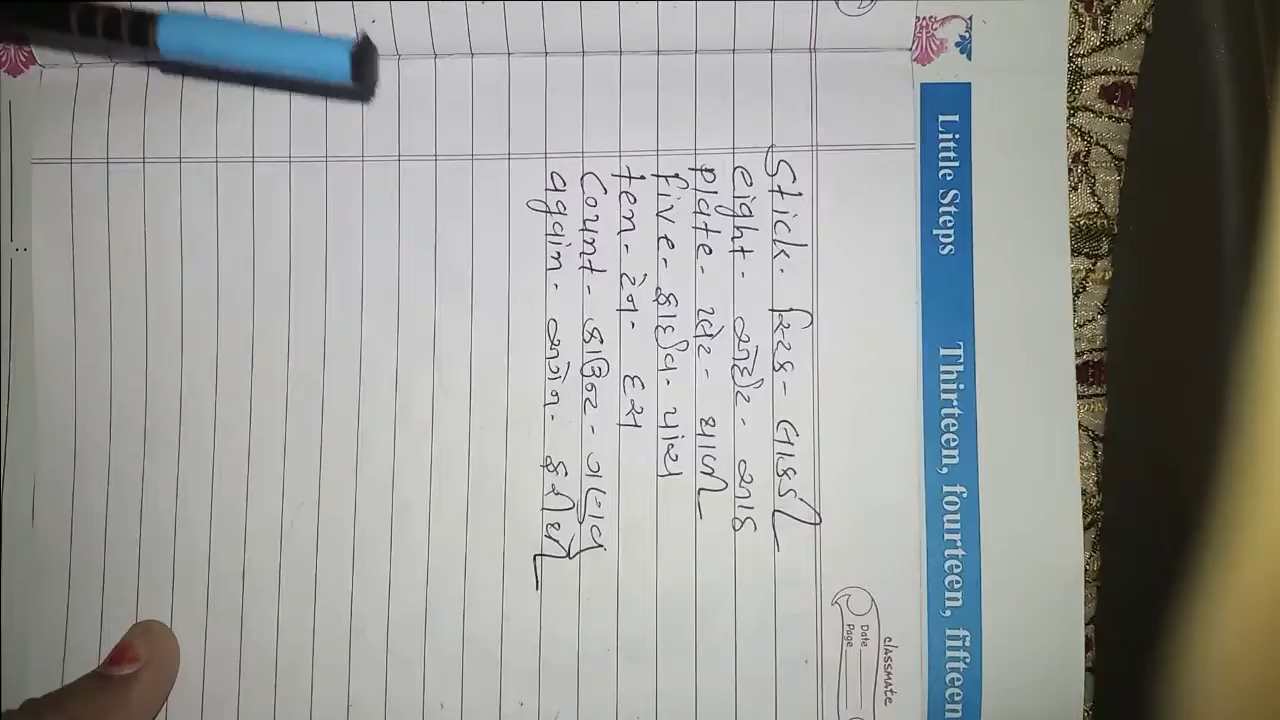 Little Steps Thirteen, fourteen, fifteen
classmate
Date
Page
Stick. સ્ટિક- લાકડી
eight. એઈટ- આઠ
plate- પ્લેટ- થાળી
five- ફાઈવ- પાંચ
ten- ટેન- દસ
Count- કાઉન્ટ- ગણવું
aggain- અગેન- ફરીથી